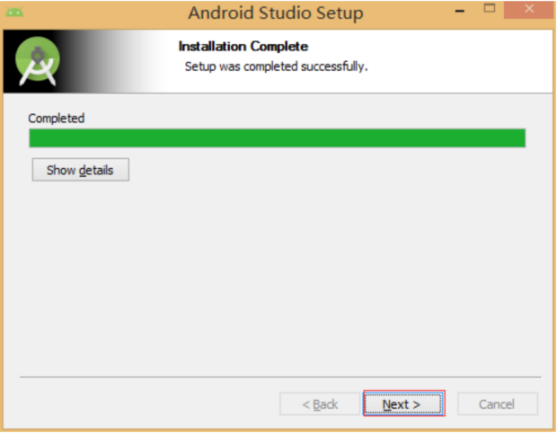 Android Studio Setup
Installation Complete
Setup was completed successfully.
Completed
Show details
< Back
Next >
Cancel